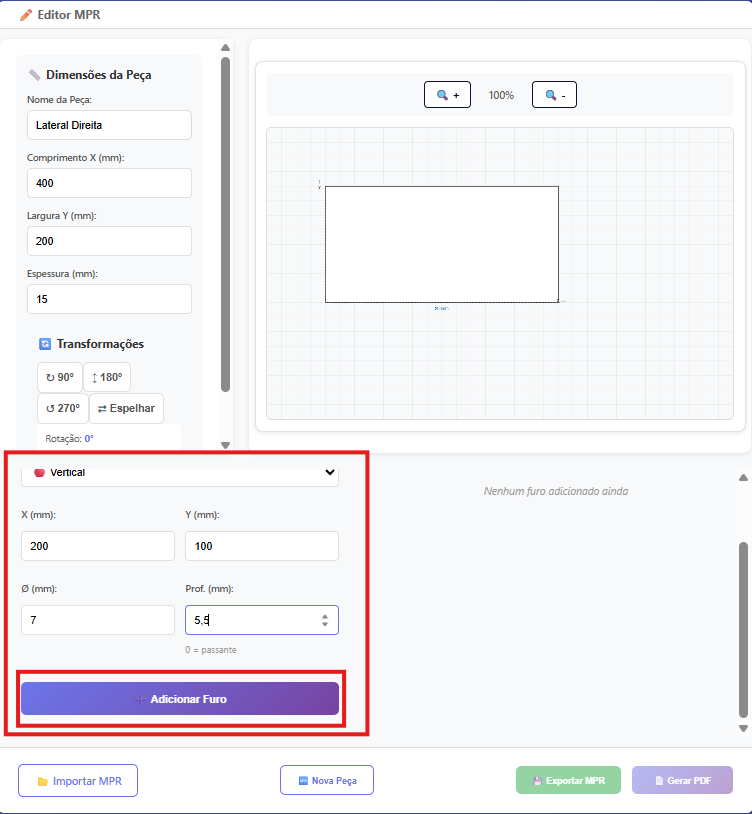 Editor MPR
Dimensões da Peça
Nome da Peça:
Lateral Direita
Comprimento X (mm):
400
Largura Y (mm):
200
Espessura (mm):
15
Transformações
↻ 90°
↕ 180°
↺ 270°
⇄ Espelhar
Rotação: 0°
+
100%
-
Vertical
X (mm):
Y (mm):
200
100
Ø (mm):
Prof. (mm):
7
5,5
0 = passante
+ Adicionar Furo
Nenhum furo adicionado ainda
Importar MPR
Nova Peça
Exportar MPR
Gerar PDF